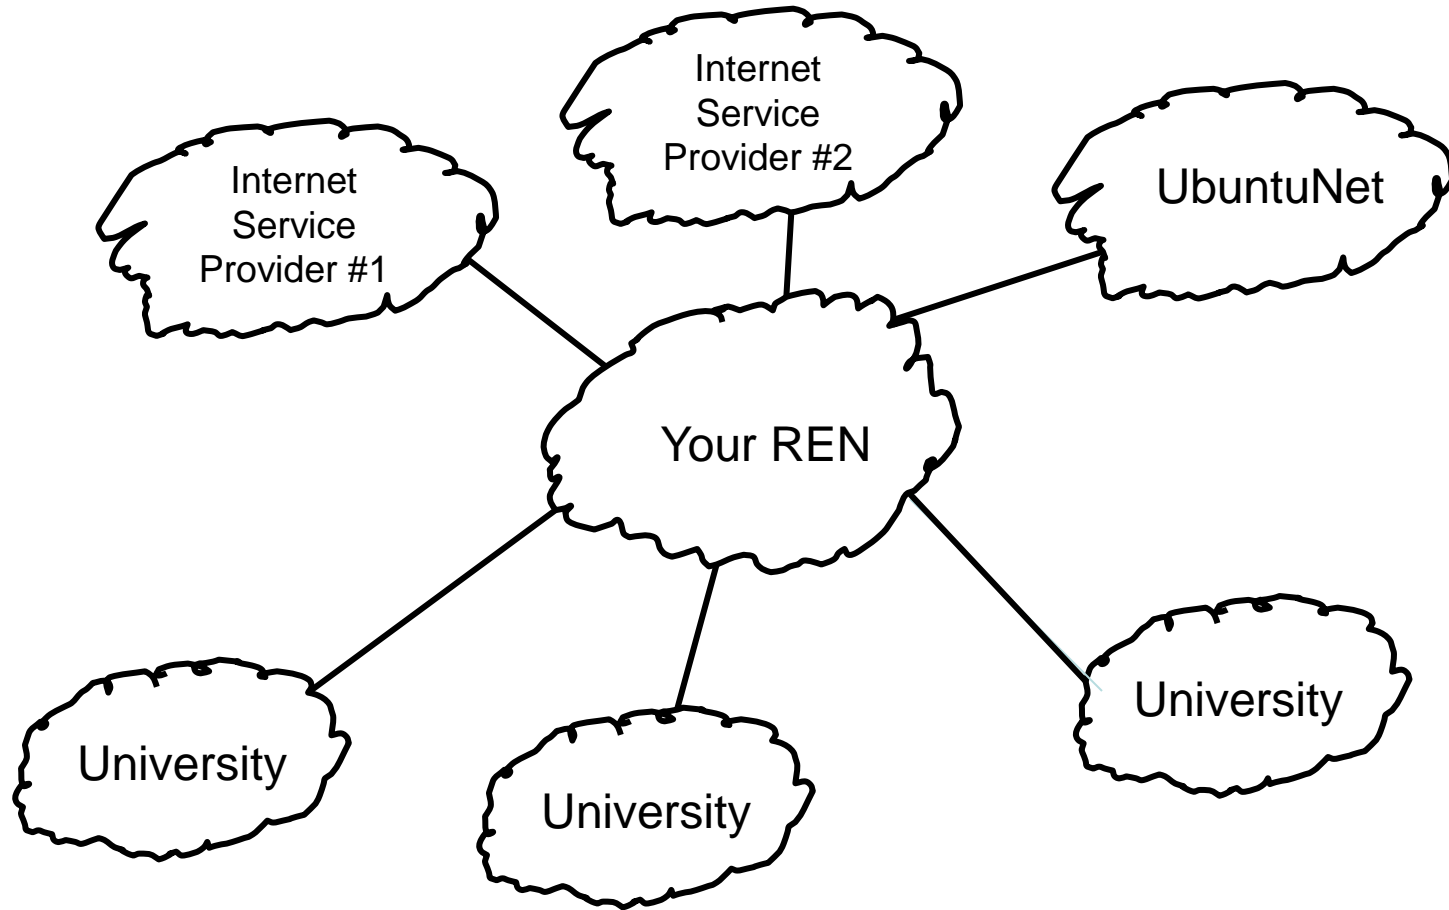 Internet
Service
Provider #1
Internet
Service
Provider #2
UbuntuNet
Your REN
University
University
University